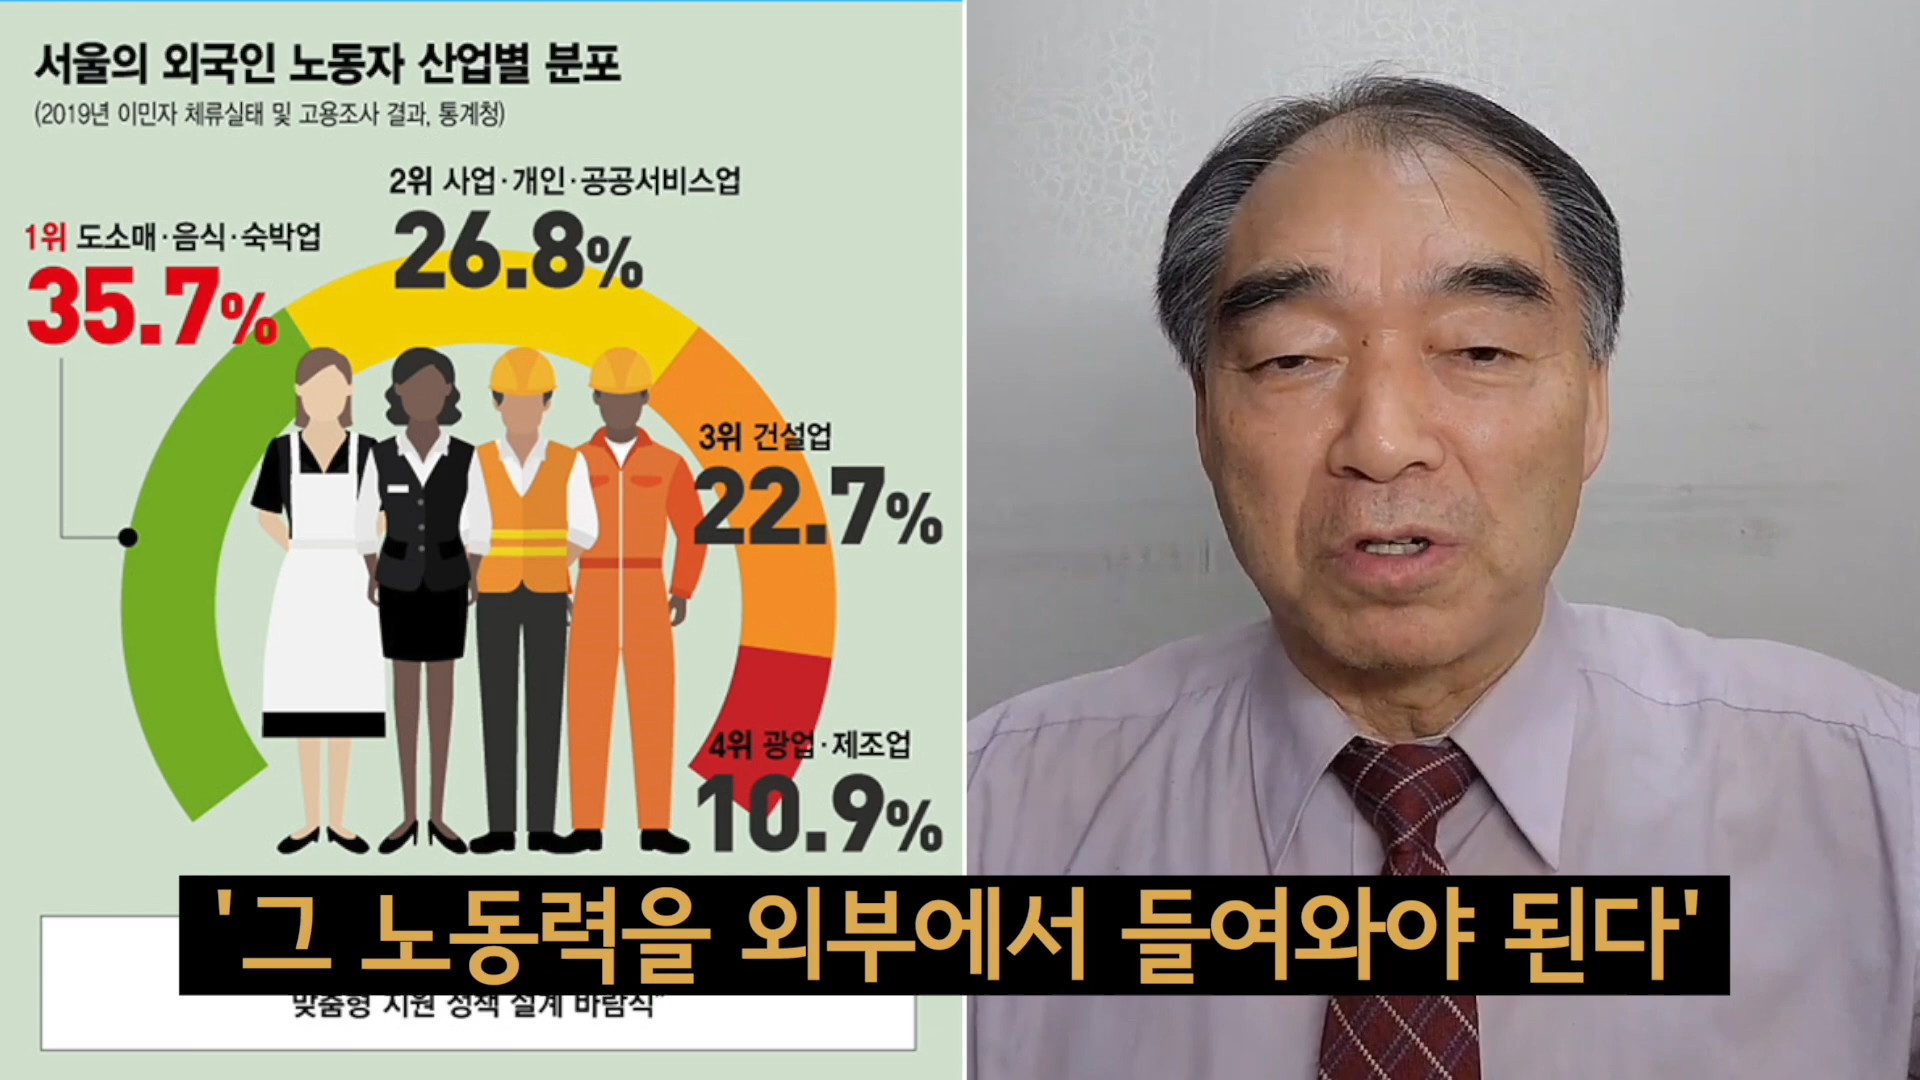 서울의 외국인 노동자 산업별 분포
(2019년 이민자 체류실태 및 고용조사 결과, 통계청)
1위 도소매·음식·숙박업
35.7%
2위 사업·개인·공공서비스업
26.8%
3위 건설업
22.7%
4위 광업·제조업
10.9%
'그 노동력을 외부에서 들여와야 된다'
맞춤형 지원 정책 설계 바람직"